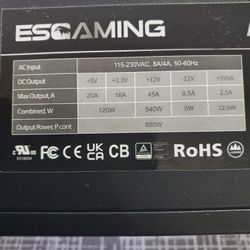 ESGAMING
AC Input 115-230VAC, 8A/4A, 50-60Hz
DC Output +5V +3.3V +12V -12V +5Vsb
Max Output, A 20A 16A 45A 0.5A 2.5A
Combined, W 120W 540W 6W 12.5W
Output Power, P cont 600W
FC CE UK CA CB RoHS